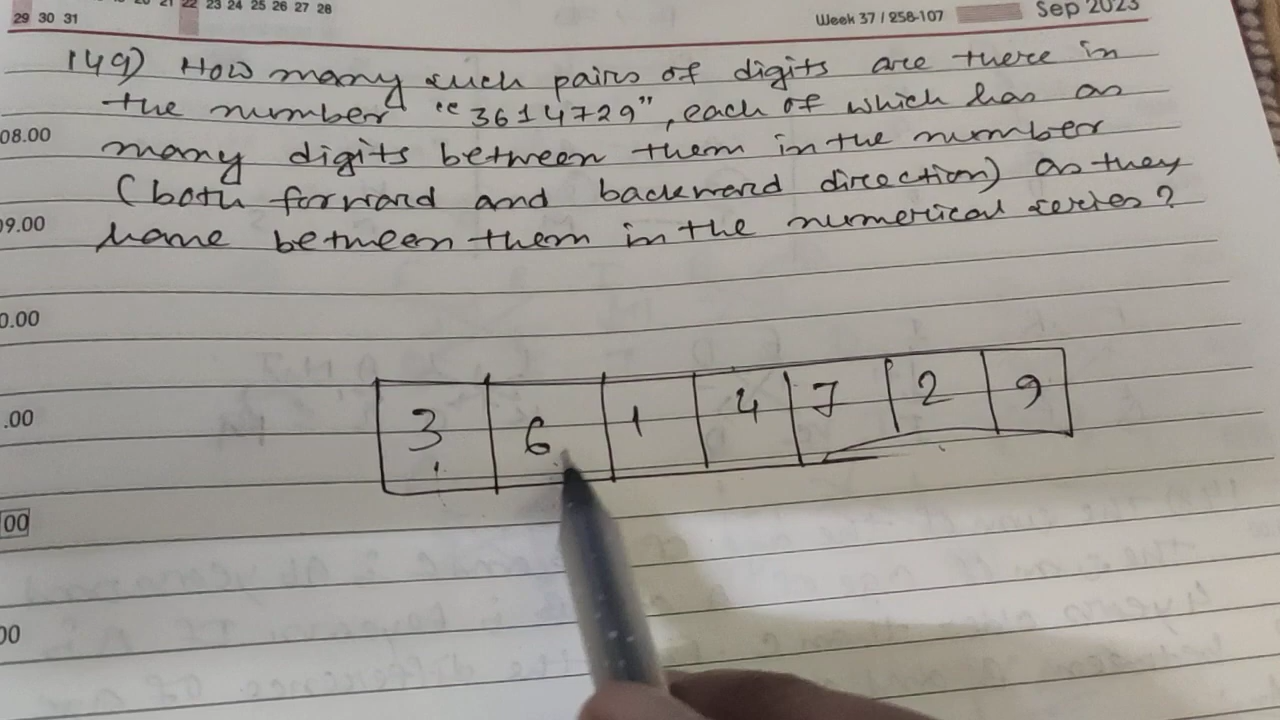 20 21 22 23 24 25 26 27 28
29 30 31
Week 37 / 258-107
Sep 2023
149) How many such pairs of digits are there in
the number "3614729", each of which has as
08.00
many digits between them in the number
(both forward and backward direction) as they
09.00
have between them in the numerical series?
0.00
3 6 1 4 7 2 9
.00
00
00